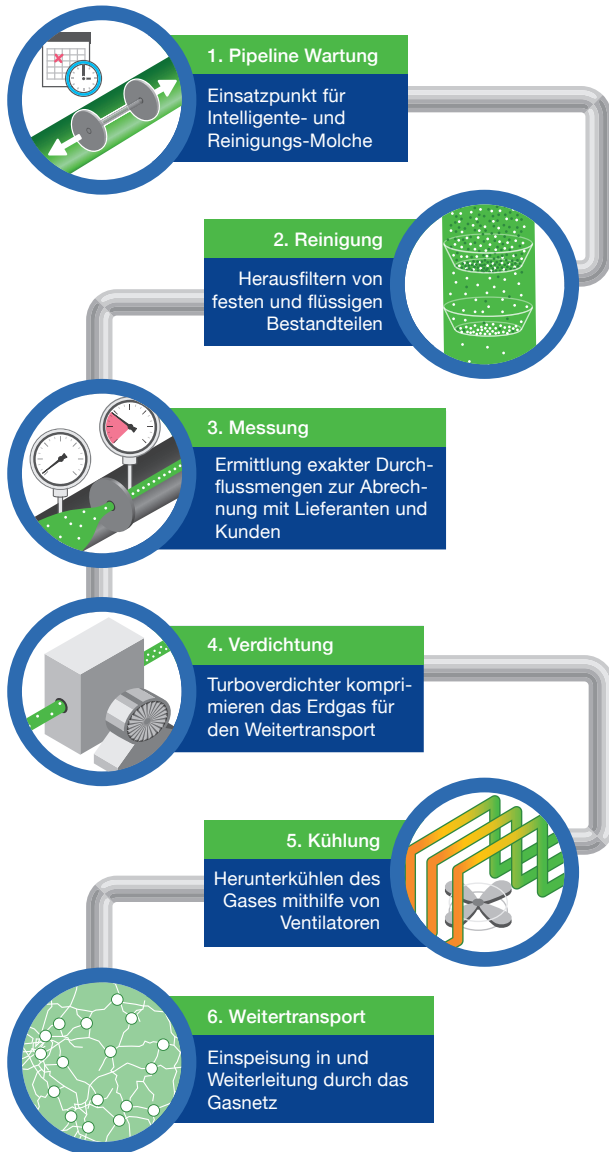 1. Pipeline Wartung
Einsatzpunkt für
Intelligente- und
Reinigungs-Molche
2. Reinigung
Herausfiltern von
festen und flüssigen
Bestandteilen
3. Messung
Ermittlung exakter Durch-
flussmengen zur Abrech-
nung mit Lieferanten und
Kunden
4. Verdichtung
Turboverdichter kompri-
mieren das Erdgas für
den Weitertransport
5. Kühlung
Herunterkühlen des
Gases mithilfe von
Ventilatoren
6. Weitertransport
Einspeisung in und
Weiterleitung durch das
Gasnetz